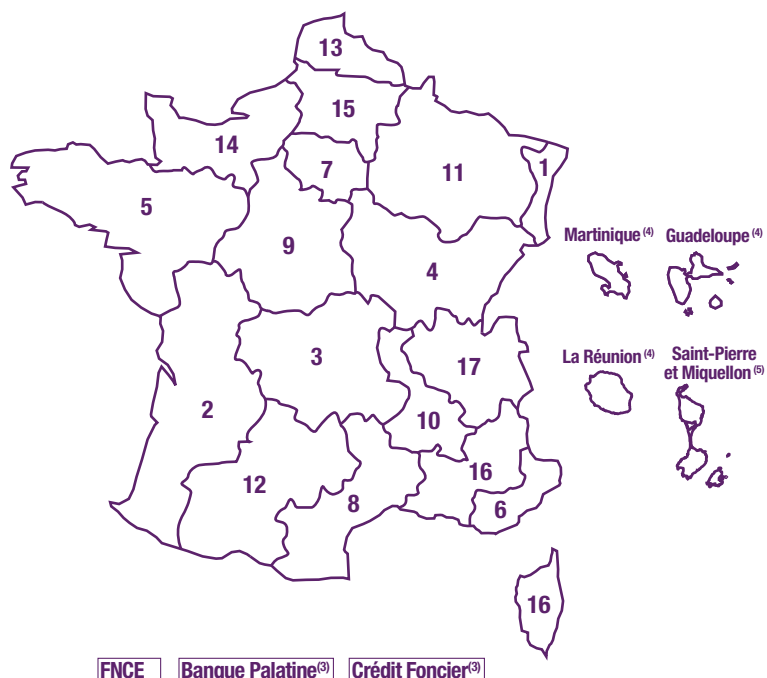 13
15
14
7
11
1
5
9
4
Martinique (4)
Guadeloupe (4)
3
17
La Réunion (4)
Saint-Pierre
et Miquellon (5)
2
10
12
16
8
6
16
FNCE
Banque Palatine(3)
Crédit Foncier(3)